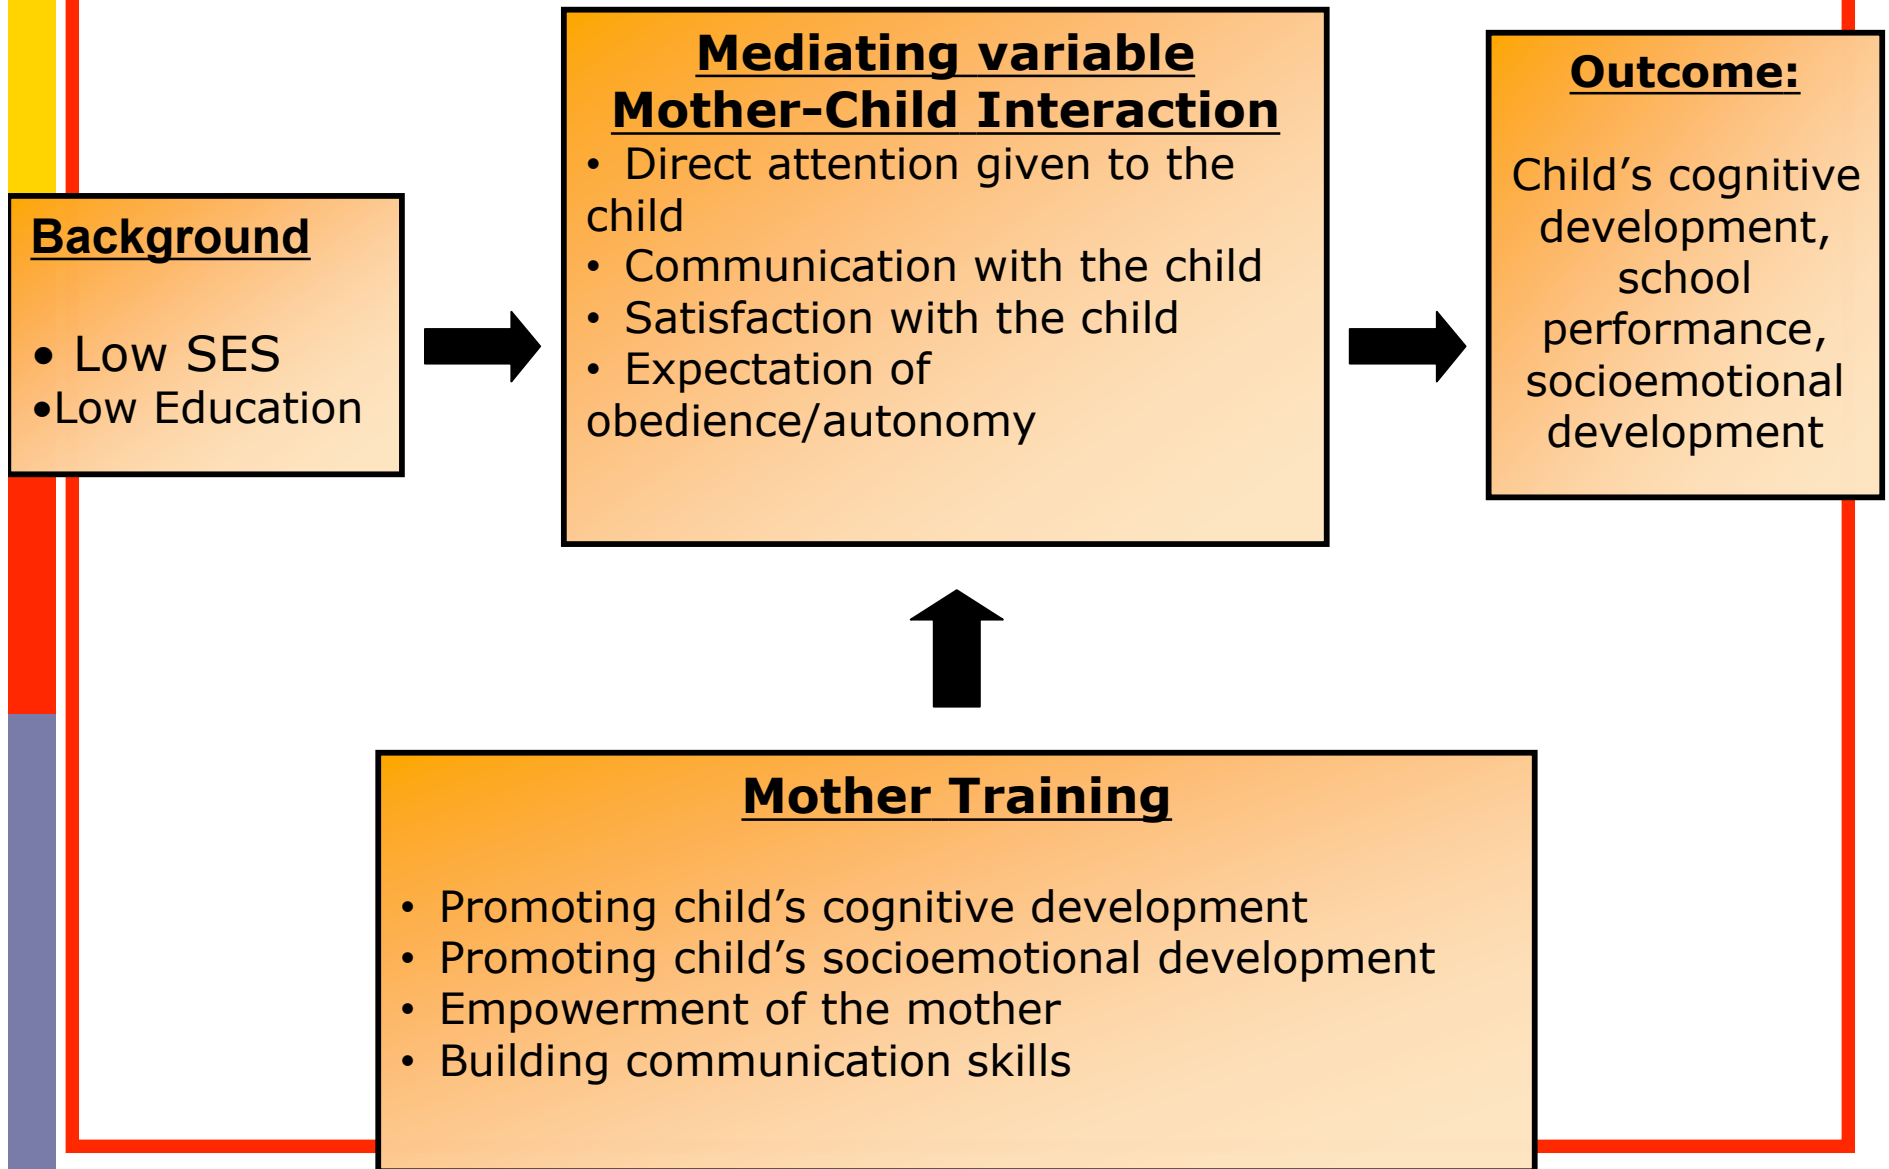 Background
• Low SES
•Low Education
Mediating variable
Mother-Child Interaction
• Direct attention given to the
child
• Communication with the child
• Satisfaction with the child
• Expectation of
obedience/autonomy
Outcome:
Child’s cognitive
development,
school
performance,
socioemotional
development
Mother Training
• Promoting child’s cognitive development
• Promoting child’s socioemotional development
• Empowerment of the mother
• Building communication skills